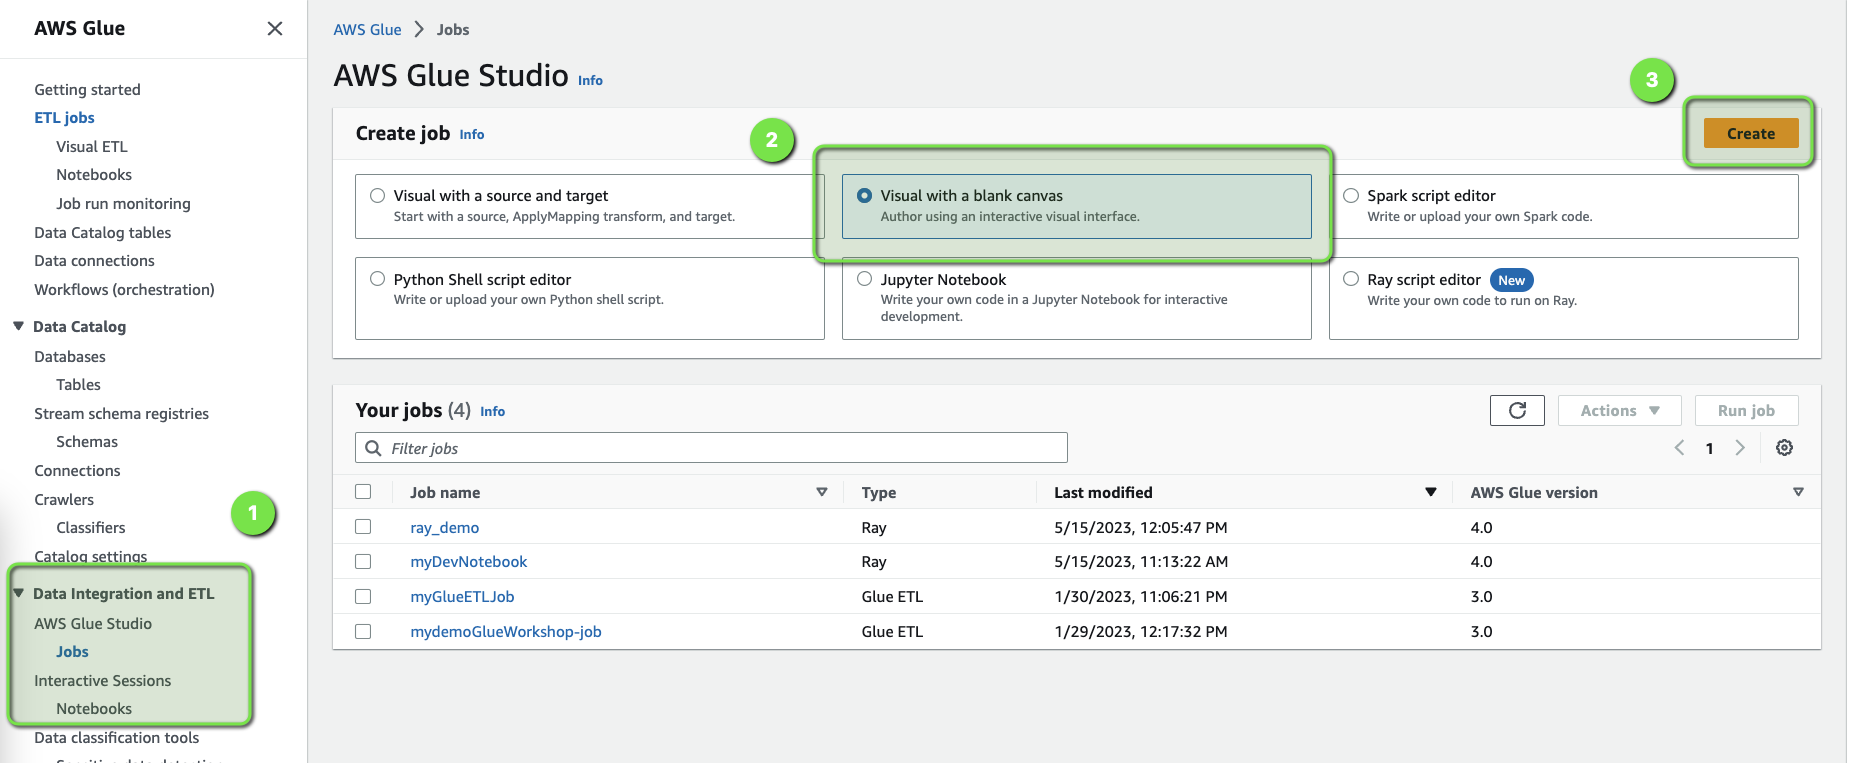 AWS Glue
Getting started
ETL jobs
Visual ETL
Notebooks
Job run monitoring
Data Catalog tables
Data connections
Workflows (orchestration)
Data Catalog
Databases
Tables
Stream schema registries
Schemas
Connections
Crawlers
Classifiers
Catalog settings
1
Data Integration and ETL
AWS Glue Studio
Jobs
Interactive Sessions
Notebooks
Data classification tools
Sensitive data detection
AWS Glue > Jobs
AWS Glue Studio Info
Create job Info
2
3
Create
Visual with a source and target
Start with a source, ApplyMapping transform, and target.
Visual with a blank canvas
Author using an interactive visual interface.
Spark script editor
Write or upload your own Spark code.
Python Shell script editor
Write or upload your own Python shell script.
Jupyter Notebook
Write your own code in a Jupyter Notebook for interactive
development.
Ray script editor New
Write your own code to run on Ray.
Your jobs (4) Info
Actions
Run job
Filter jobs
1
Job name Type Last modified AWS Glue version
ray_demo Ray 5/15/2023, 12:05:47 PM 4.0
myDevNotebook Ray 5/15/2023, 11:13:22 AM 4.0
myGlueETLJob Glue ETL 1/30/2023, 11:06:21 PM 3.0
mydemoGlueWorkshop-job Glue ETL 1/29/2023, 12:17:32 PM 3.0